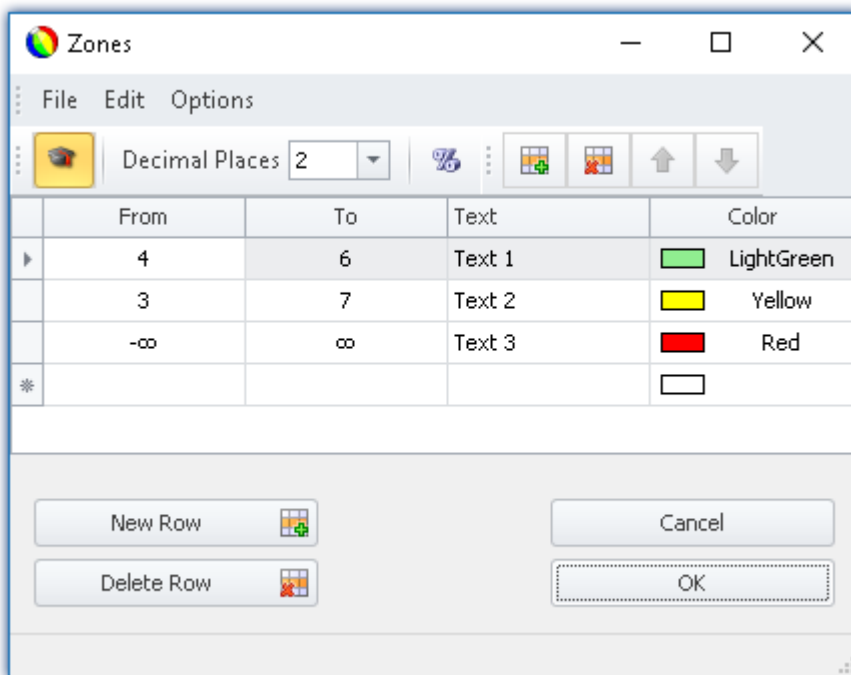 Zones
File Edit Options
Decimal Places 2 %
From To Text Color
4 6 Text 1 LightGreen
3 7 Text 2 Yellow
-∞ ∞ Text 3 Red
New Row Cancel
Delete Row OK